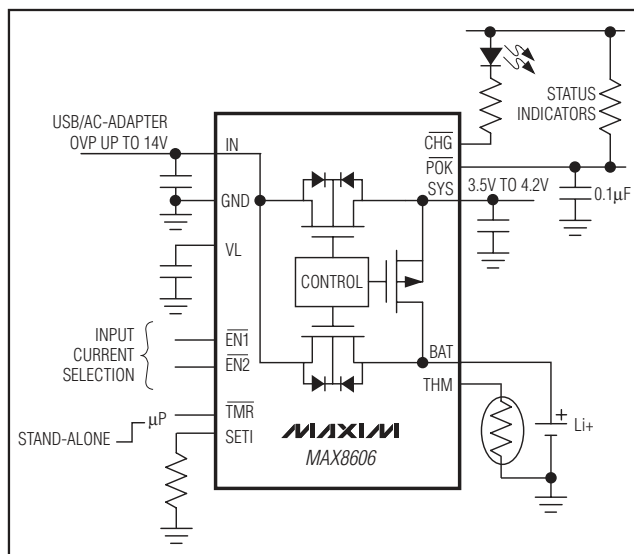 USB/AC-ADAPTER
OVP UP TO 14V
IN
GND
VL
INPUT
CURRENT
SELECTION
EN1
EN2
TMR
μP
STAND-ALONE
SETI
CONTROL
MAXIM
MAX8606
CHG
POK
SYS
3.5V TO 4.2V
STATUS
INDICATORS
0.1μF
BAT
THM
+
Li+